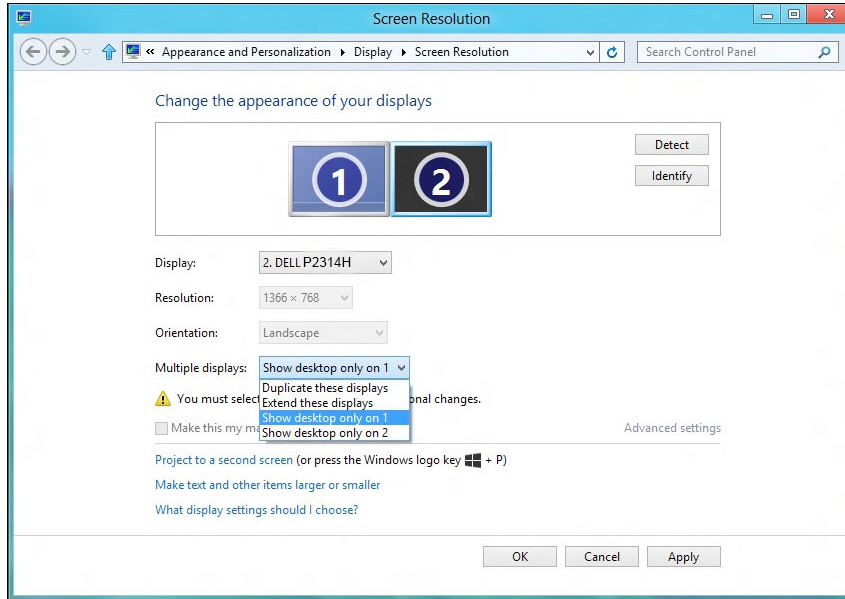 Screen Resolution
« Appearance and Personalization Display Screen Resolution
Search Control Panel
Change the appearance of your displays
1 2
Detect
Identify
Display: 2. DELL P2314H
Resolution: 1366 × 768
Orientation: Landscape
Multiple displays: Show desktop only on 1
Duplicate these displays
You must select onal changes.
Extend these displays
Show desktop only on 1
Make this my ma Advanced settings
Show desktop only on 2
Project to a second screen (or press the Windows logo key + P)
Make text and other items larger or smaller
What display settings should I choose?
OK Cancel Apply